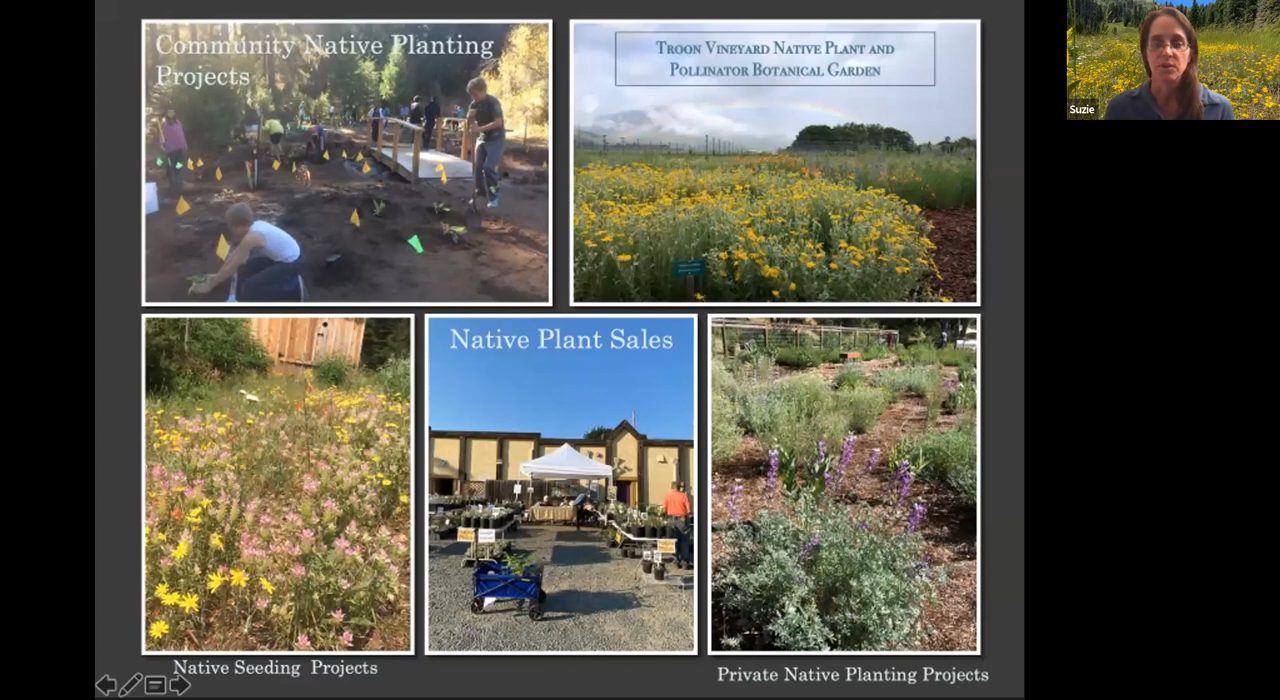 Community Native Planting
Projects
Troon Vineyard Native Plant and
Pollinator Botanical Garden
Suzie
Native Plant Sales
Native Seeding Projects
Private Native Planting Projects